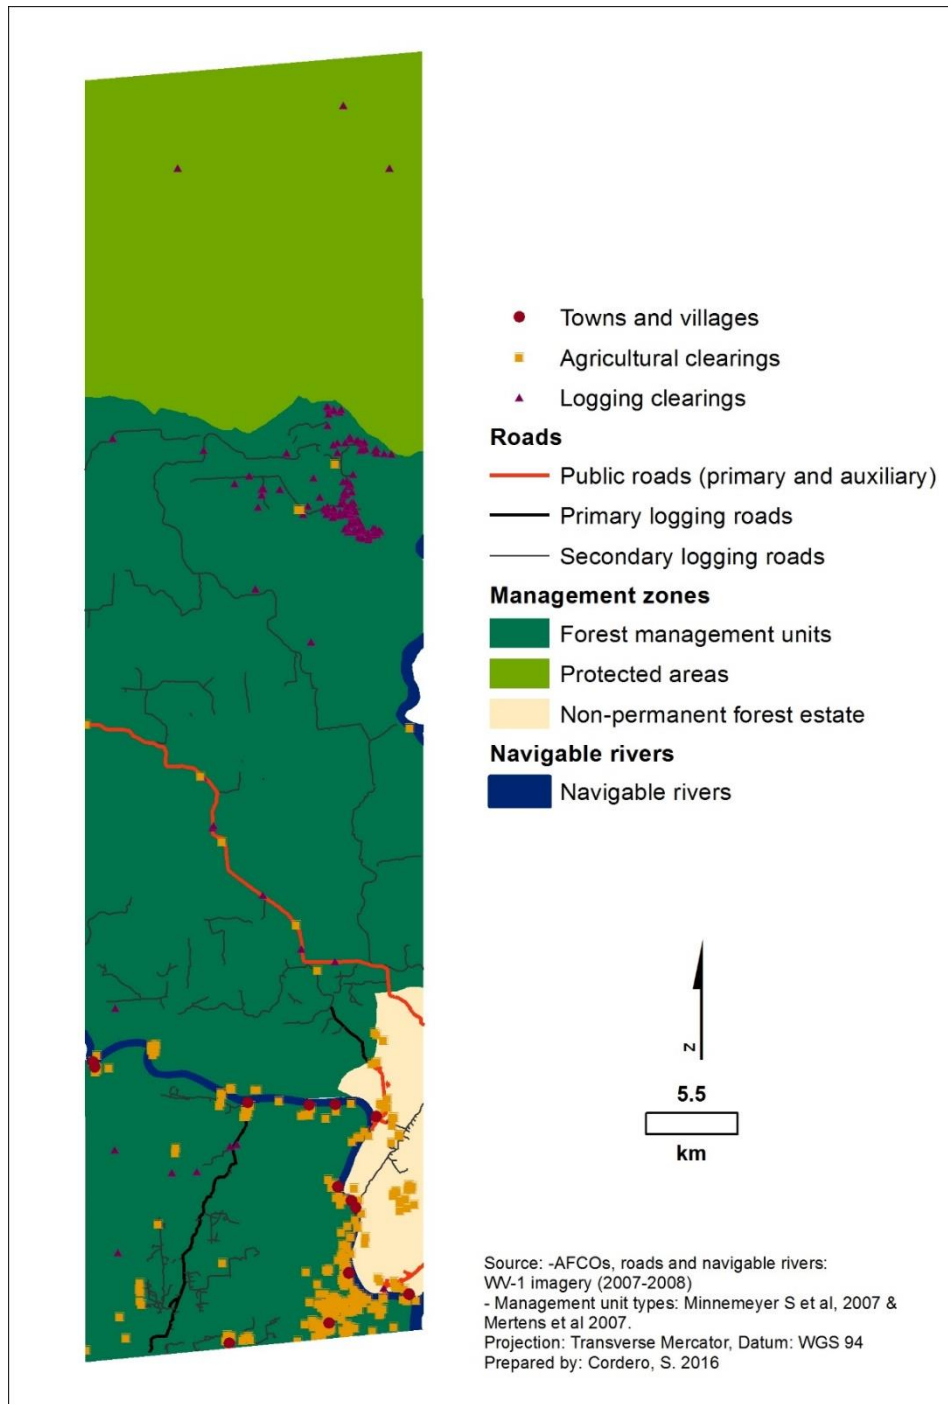 Towns and villages
Agricultural clearings
Logging clearings
Roads
Public roads (primary and auxiliary)
Primary logging roads
Secondary logging roads
Management zones
Forest management units
Protected areas
Non-permanent forest estate
Navigable rivers
Navigable rivers
N
5.5
km
Source: -AFCOs, roads and navigable rivers:
WV-1 imagery (2007-2008)
- Management unit types: Minnemeyer S et al, 2007 &
Mertens et al 2007.
Projection: Transverse Mercator, Datum: WGS 94
Prepared by: Cordero, S. 2016